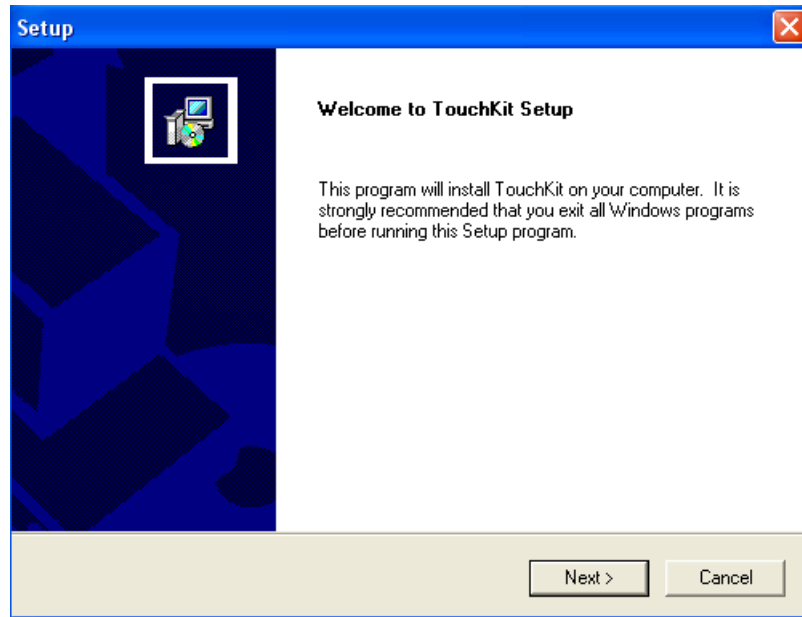 Setup
Welcome to TouchKit Setup
This program will install TouchKit on your computer.  It is
strongly recommended that you exit all Windows programs
before running this Setup program.
Next >
Cancel